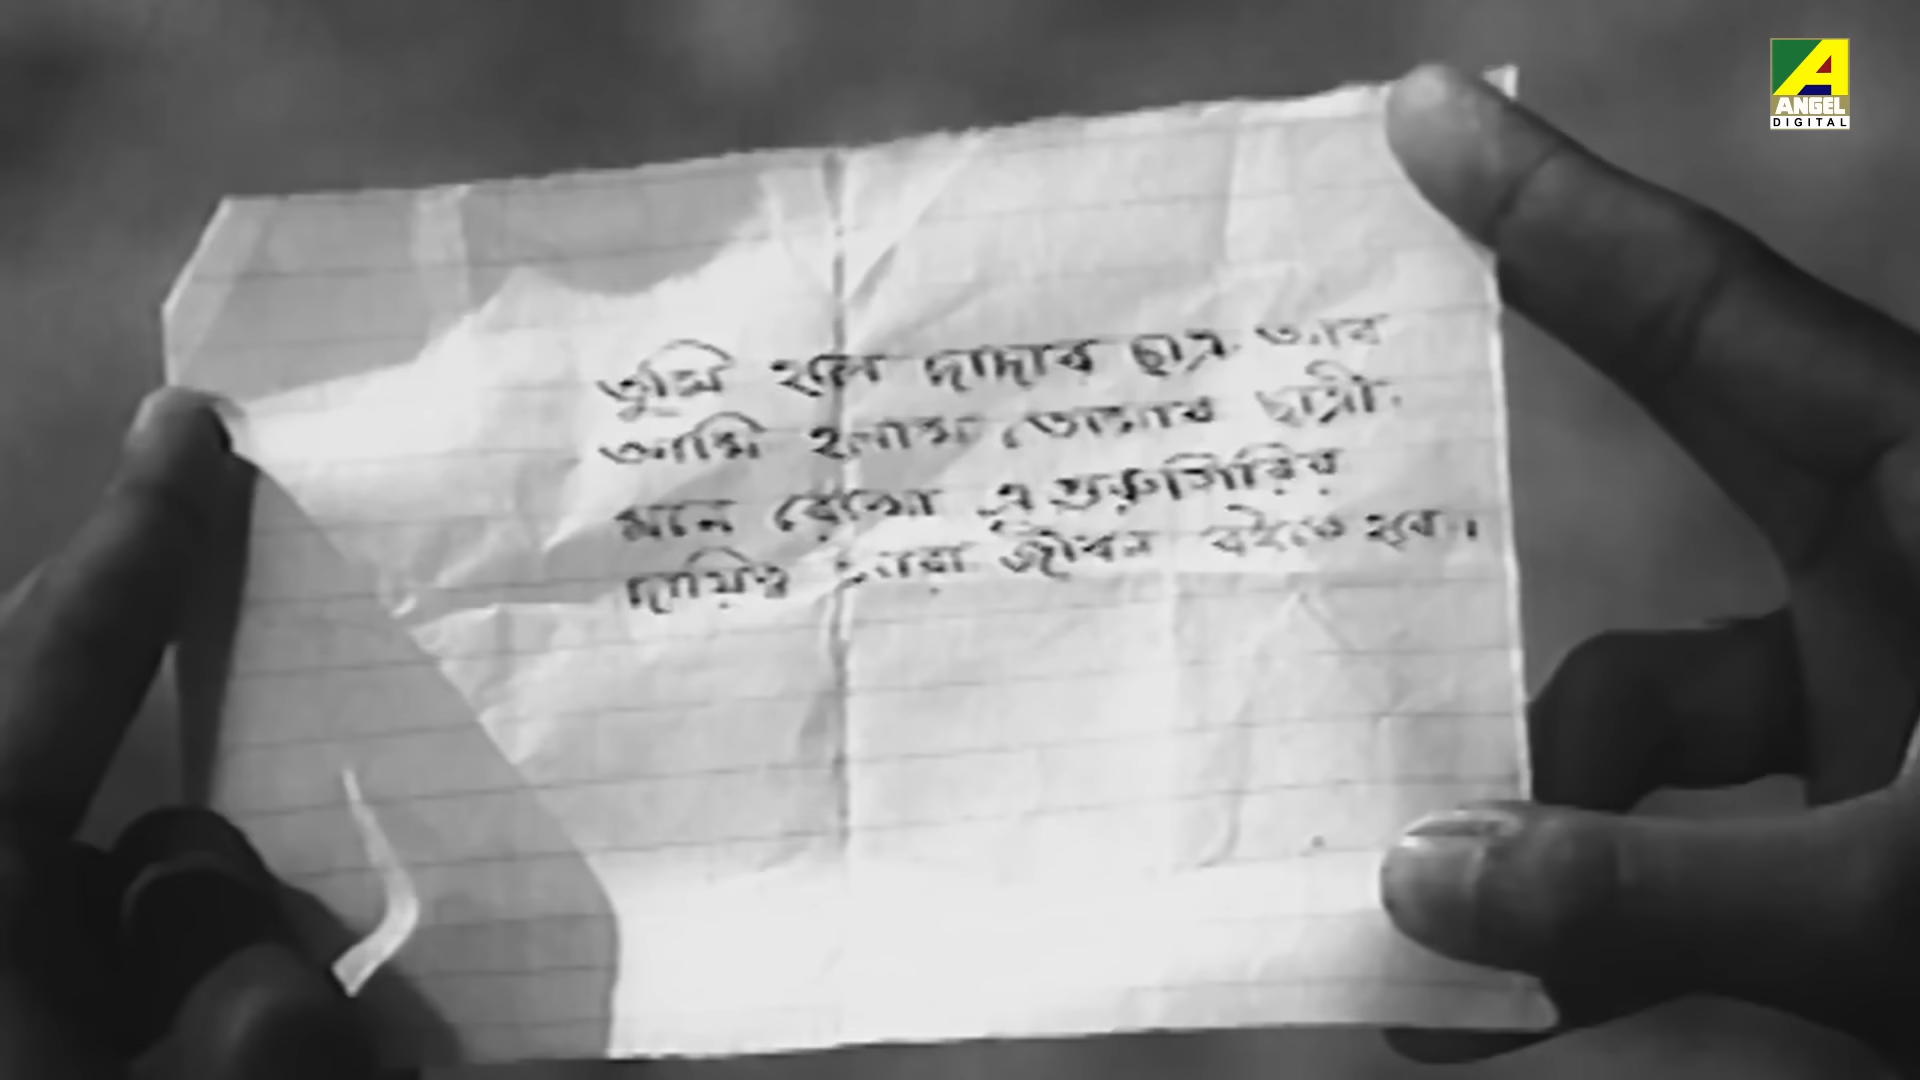 তুমি হলে দাদার ছাত্র আর
আমি হলাম তোমার ছাত্রী।
মনে রেখো এ গুরুগিরির
দায়িত্ব সারা জীবন বইতে হবে।
ANGEL
DIGITAL